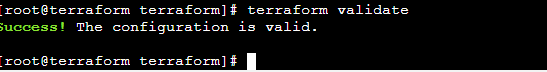 [root@terraform terraform]# terraform validate
Success! The configuration is valid.
[root@terraform terraform]#